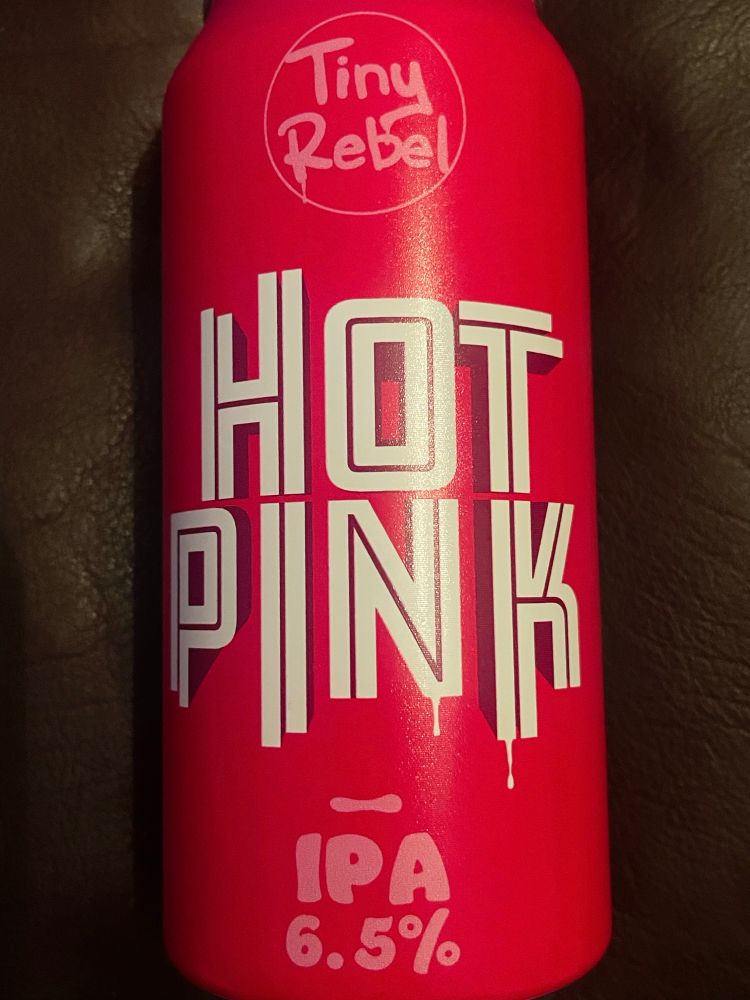 Tiny
Rebel
HOT
PINK
IPA
6.5%